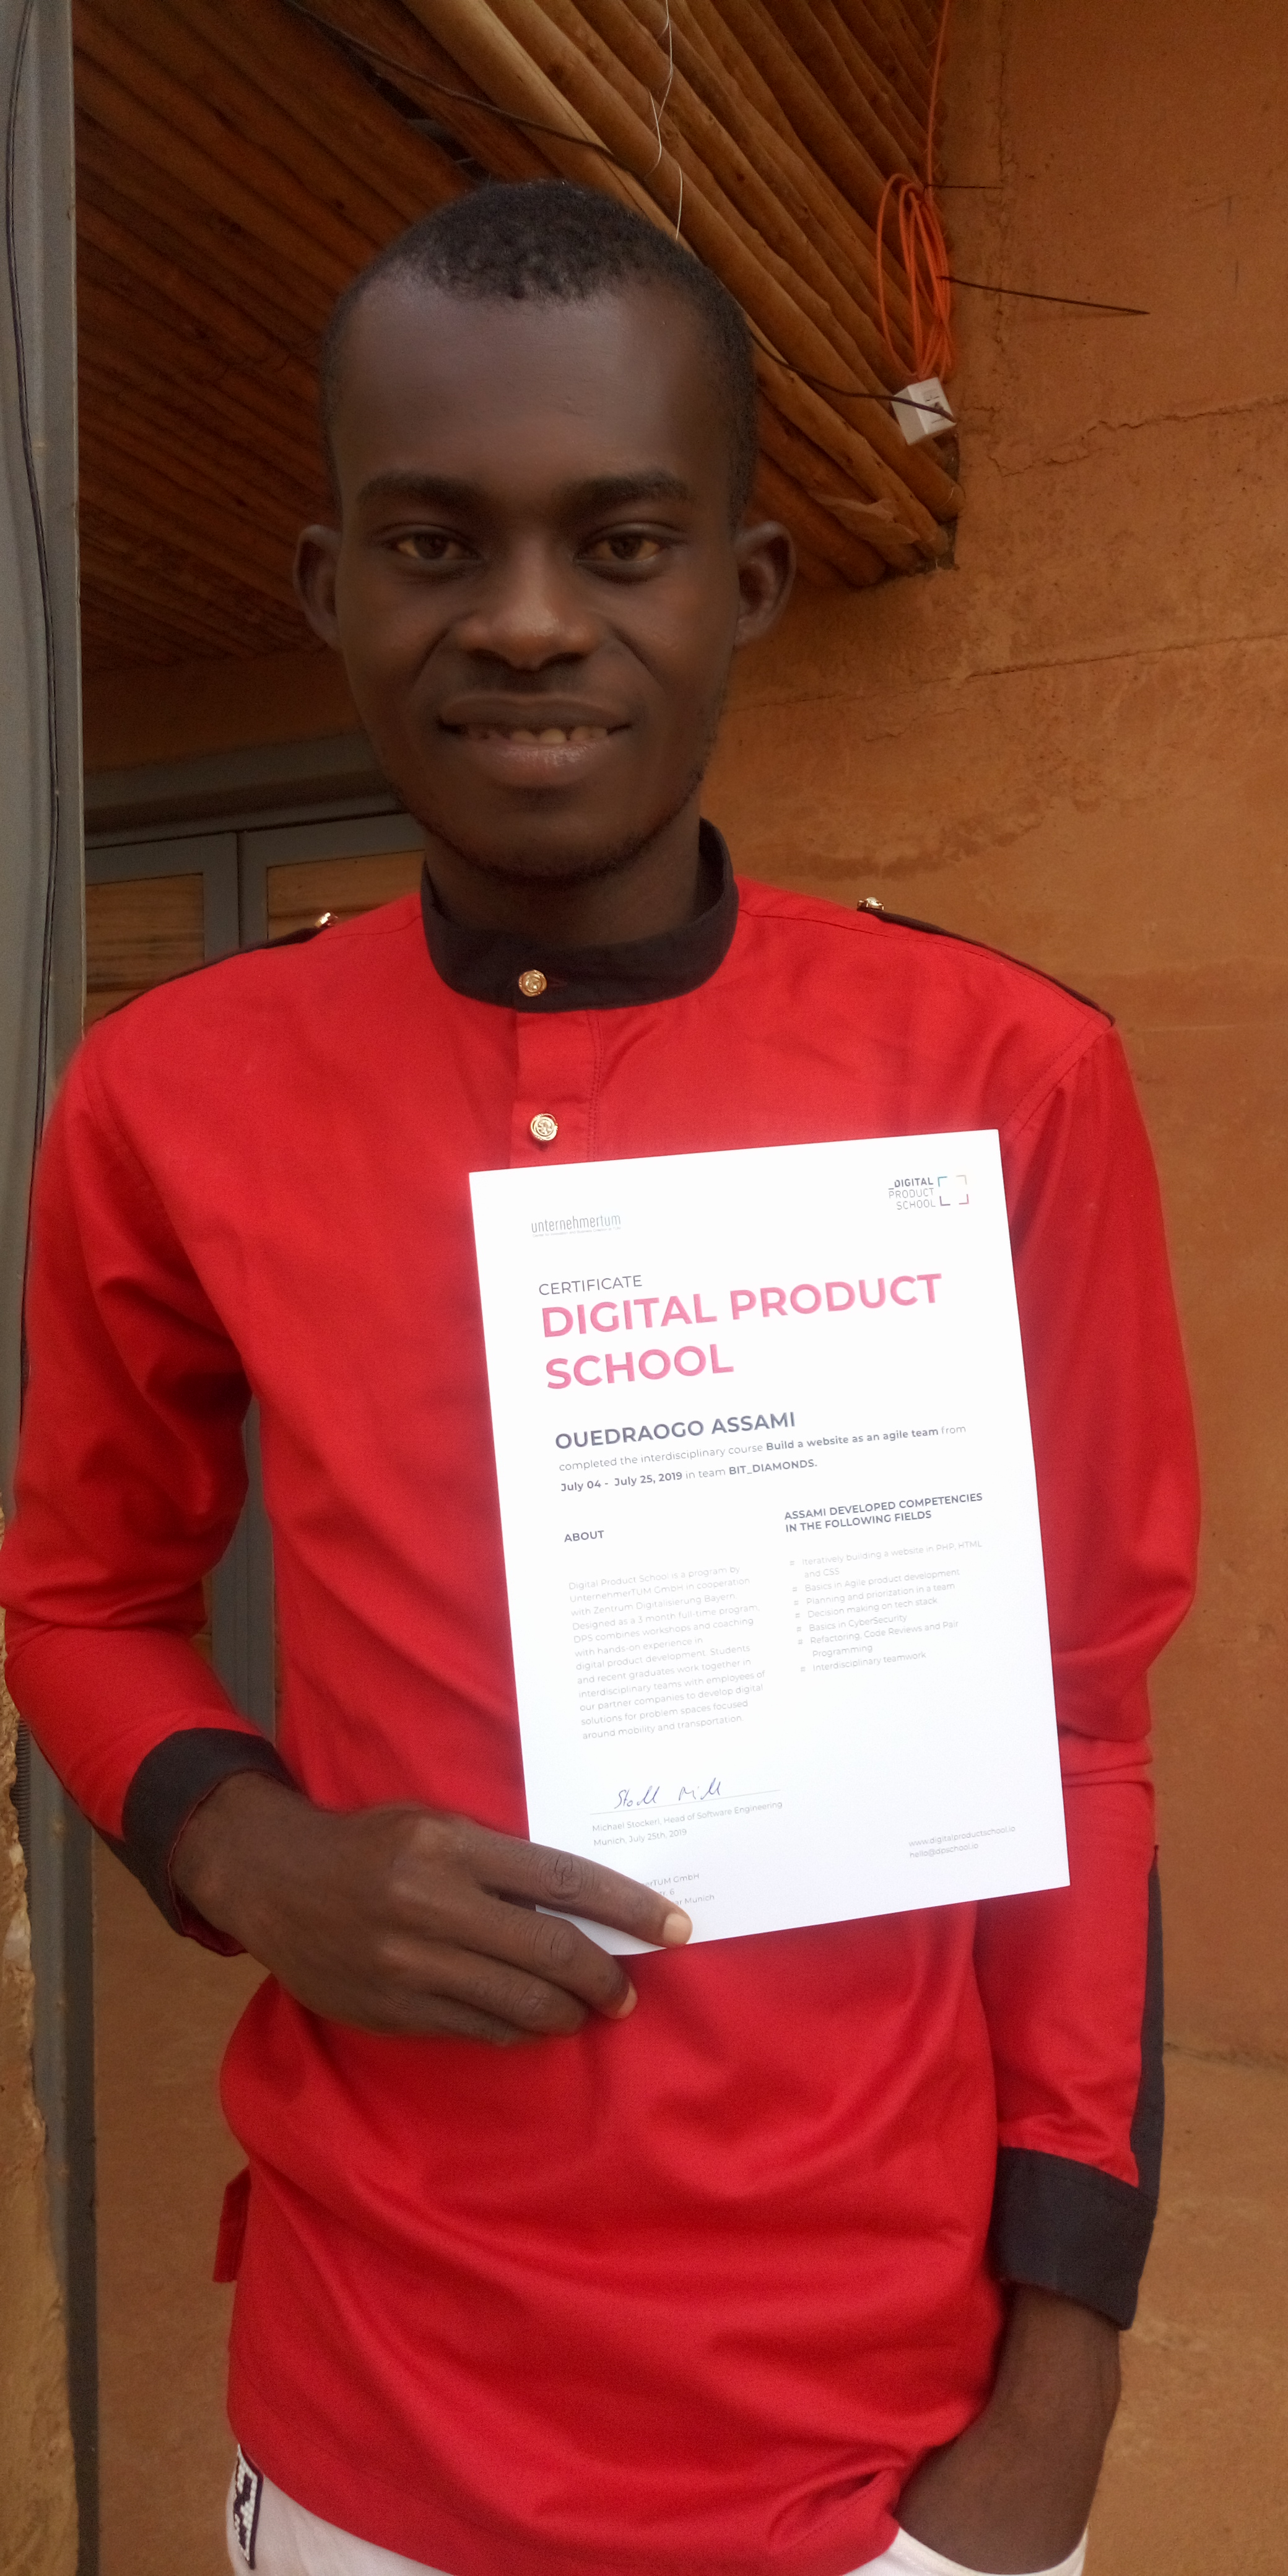 unternehmertum
_DIGITAL
PRODUCT
SCHOOL
CERTIFICATE
DIGITAL PRODUCT
SCHOOL
OUEDRAOGO ASSAMI
completed the interdisciplinary course Build a website as an agile team from
July 04 - July 25, 2019 in team BIT_DIAMONDS.
ABOUT
Digital Product School is a program by
UnternehmerTUM GmbH in cooperation
with Zentrum Digitalisierung Bayern.
Designed as a 3 month full-time program,
DPS combines workshops and coaching
with hands-on experience in
digital product development. Students
and recent graduates work together in
interdisciplinary teams with employees of
our partner companies to develop digital
solutions for problem spaces focused
around mobility and transportation.
ASSAMI DEVELOPED COMPETENCIES
IN THE FOLLOWING FIELDS
Iteratively building a website in PHP, HTML
and CSS
Basics in Agile product development
Planning and priorization in a team
Decision making on tech stack
Basics in CyberSecurity
Refactoring, Code Reviews and Pair
Programming
Interdisciplinary teamwork
Michael Stockerl, Head of Software Engineering
Munich, July 25th, 2019
merTUM GmbH
r. 6
Munich
www.digitalproductschool.io
hello@dpschool.io